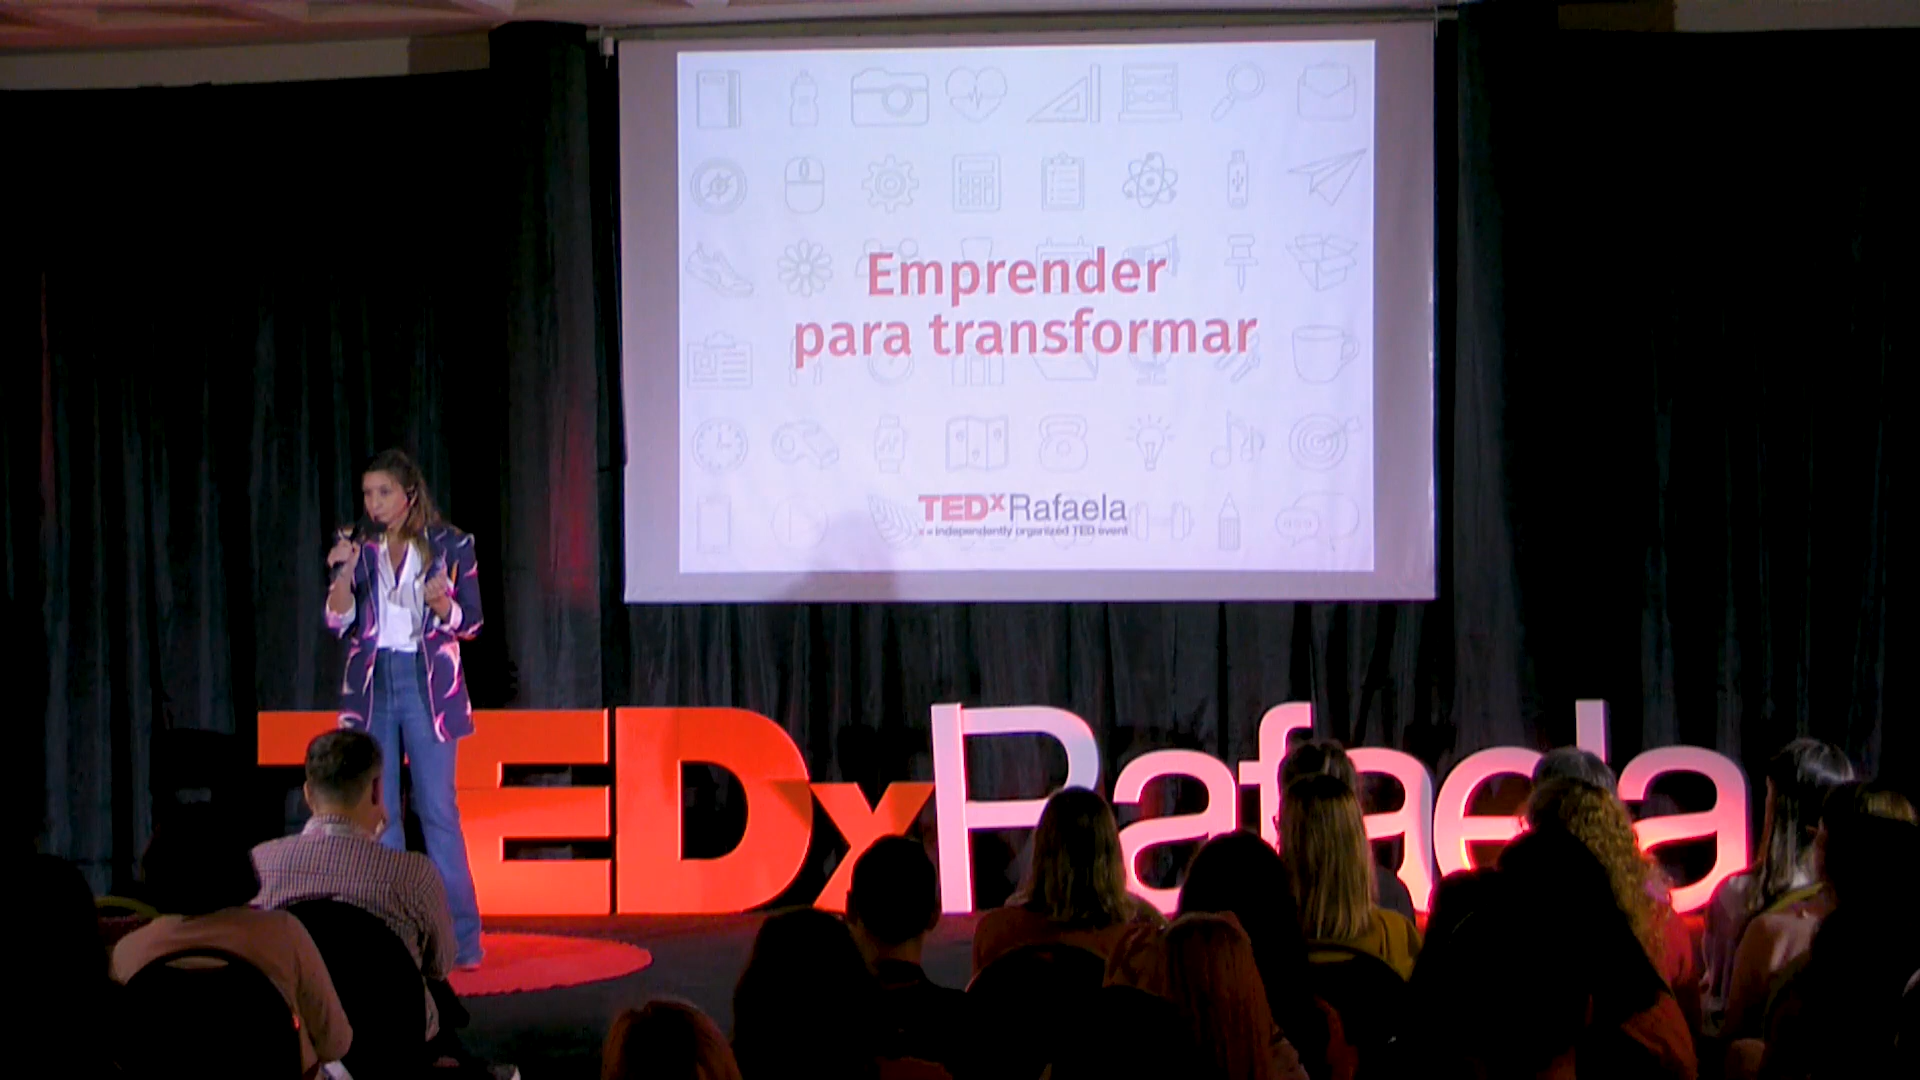 Emprender
para transformar
TEDxRafaela
x = independently organized TED event
TEDxRafaela